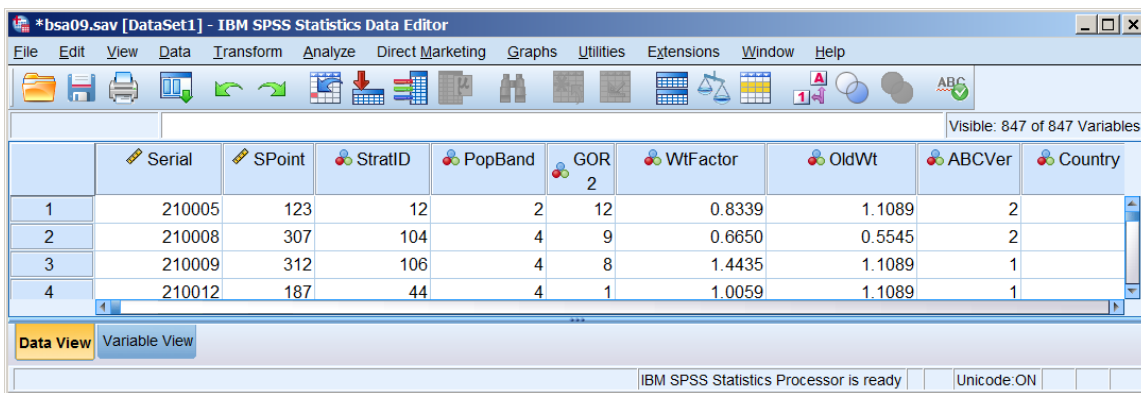 *bsa09.sav [DataSet1] - IBM SPSS Statistics Data Editor
File Edit View Data Transform Analyze Direct Marketing Graphs Utilities Extensions Window Help
μ A 1 ABC
Visible: 847 of 847 Variables
Serial SPoint StratID PopBand GOR WtFactor OldWt ABCVer Country
2
1 210005 123 12 2 12 0.8339 1.1089 2
2 210008 307 104 4 9 0.6650 0.5545 2
3 210009 312 106 4 8 1.4435 1.1089 1
4 210012 187 44 4 1 1.0059 1.1089 1
Data View Variable View
IBM SPSS Statistics Processor is ready Unicode:ON